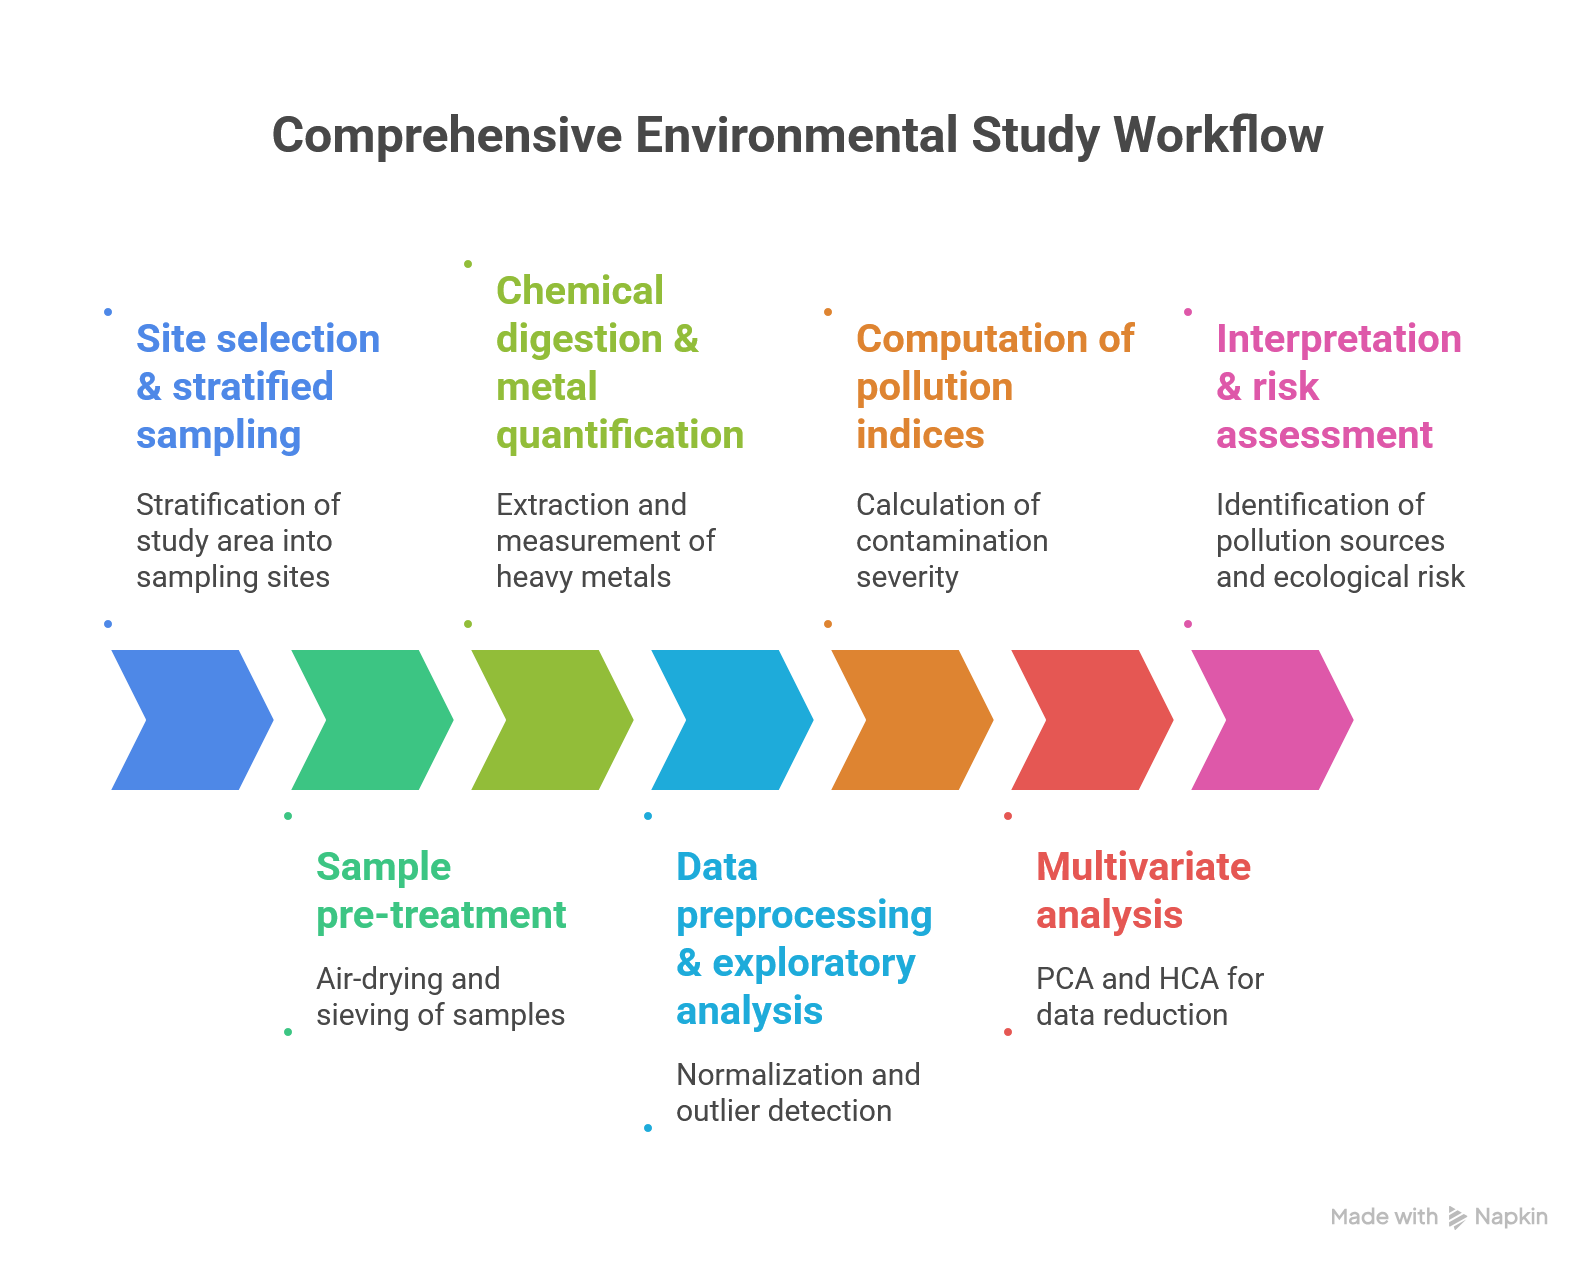 Comprehensive Environmental Study Workflow
Site selection
& stratified
sampling
Stratification of
study area into
sampling sites
Sample
pre-treatment
Air-drying and
sieving of samples
Chemical
digestion &
metal
quantification
Extraction and
measurement of
heavy metals
Data
preprocessing
& exploratory
analysis
Normalization and
outlier detection
Computation of
pollution
indices
Calculation of
contamination
severity
Multivariate
analysis
PCA and HCA for
data reduction
Interpretation
& risk
assessment
Identification of
pollution sources
and ecological risk
Made with Napkin